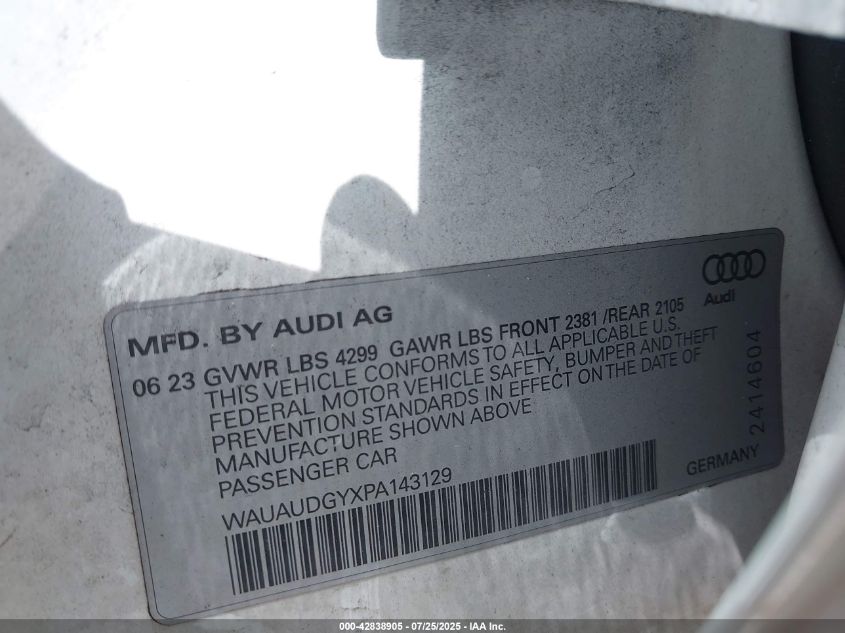 Audi
MFD. BY AUDI AG
06 23 GVWR LBS 4299 GAWR LBS FRONT 2381 /REAR 2105
THIS VEHICLE CONFORMS TO ALL APPLICABLE U.S.
FEDERAL MOTOR VEHICLE SAFETY, BUMPER AND THEFT
PREVENTION STANDARDS IN EFFECT ON THE DATE OF
MANUFACTURE SHOWN ABOVE
PASSENGER CAR
WAUAUDGYXPA143129
GERMANY
2414604
000-42838905 - 07/25/2025 - IAA Inc.